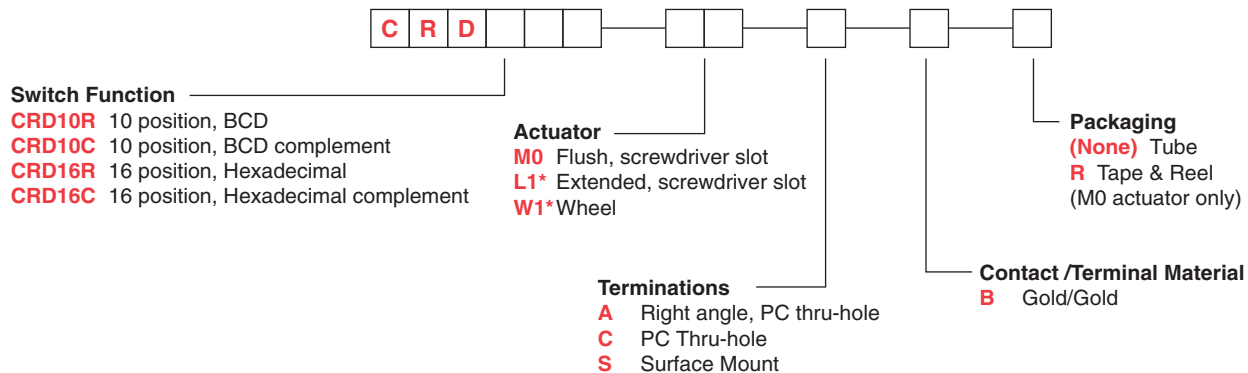 C R D
Switch Function
CRD10R 10 position, BCD
CRD10C 10 position, BCD complement
CRD16R 16 position, Hexadecimal
CRD16C 16 position, Hexadecimal complement
Actuator
M0 Flush, screwdriver slot
L1* Extended, screwdriver slot
W1* Wheel
Terminations
A Right angle, PC thru-hole
C PC Thru-hole
S Surface Mount
Contact /Terminal Material
B Gold/Gold
Packaging
(None) Tube
R Tape & Reel
(M0 actuator only)